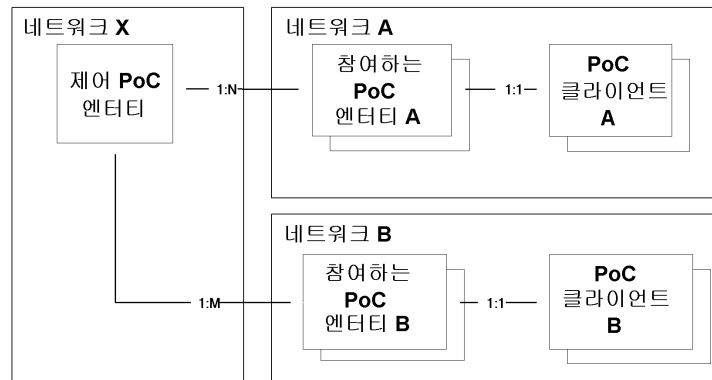 네트워크 X
제어 PoC
엔터티
1:N
네트워크 A
참여하는
PoC
엔터티 A
1:1
PoC
클라이언트
A
1:M
네트워크 B
참여하는
PoC
엔터티 B
1:1
PoC
클라이언트
B